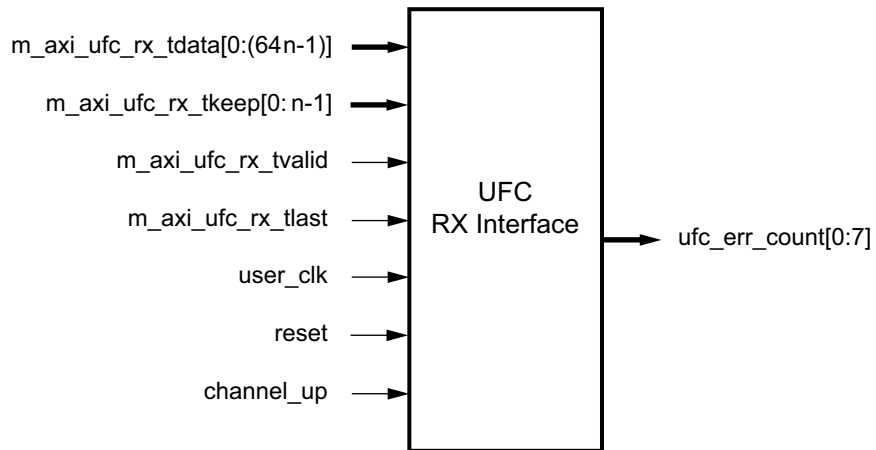 m_axi_ufc_rx_tdata[0:(64n-1)]
m_axi_ufc_rx_tkeep[0: n-1]
m_axi_ufc_rx_tvalid
m_axi_ufc_rx_tlast
user_clk
reset
channel_up
UFC
RX Interface
ufc_err_count[0:7]